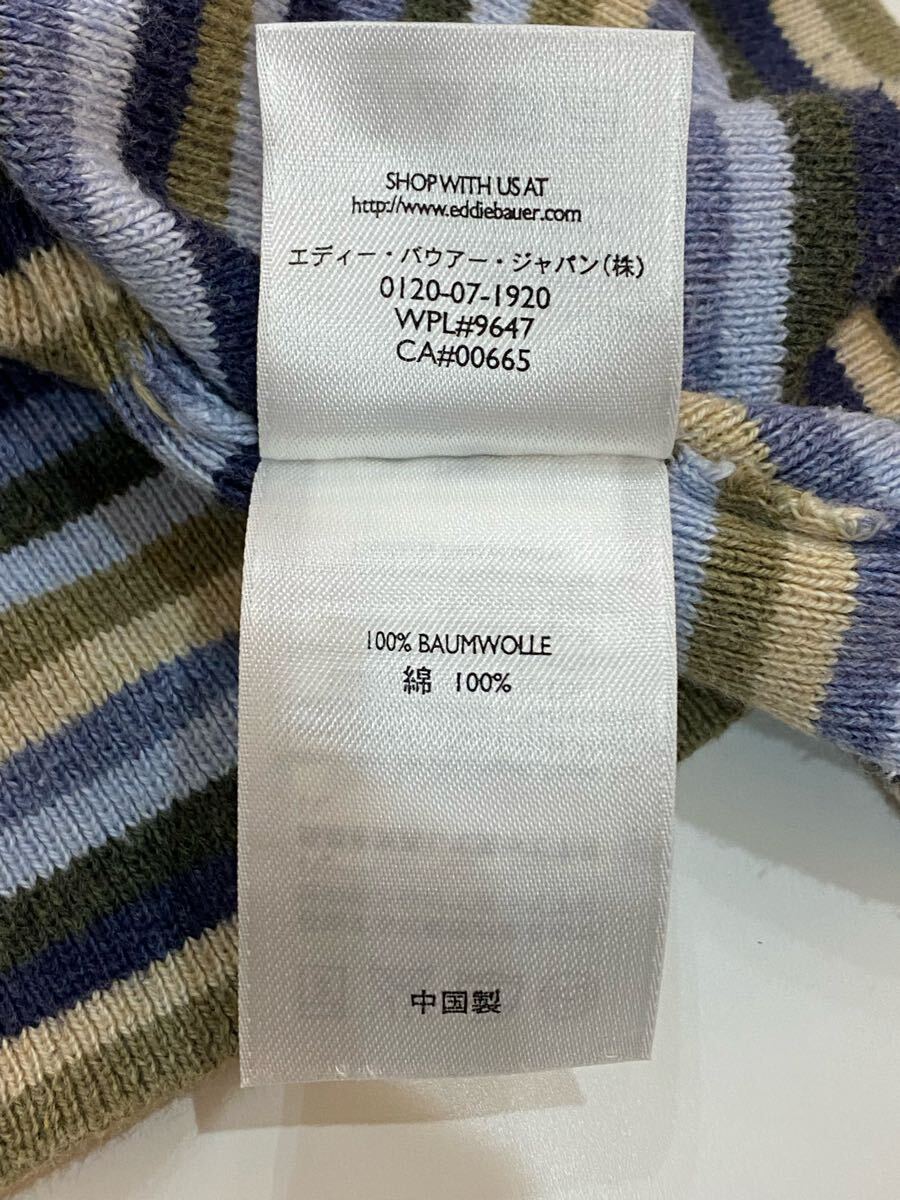 SHOP WITH US AT
http://www.eddiebauer.com
エディー・バウアー・ジャパン(株)
0120-07-1920
WPL#9647
CA#00665
100% BAUMWOLLE
綿 100%
中国製